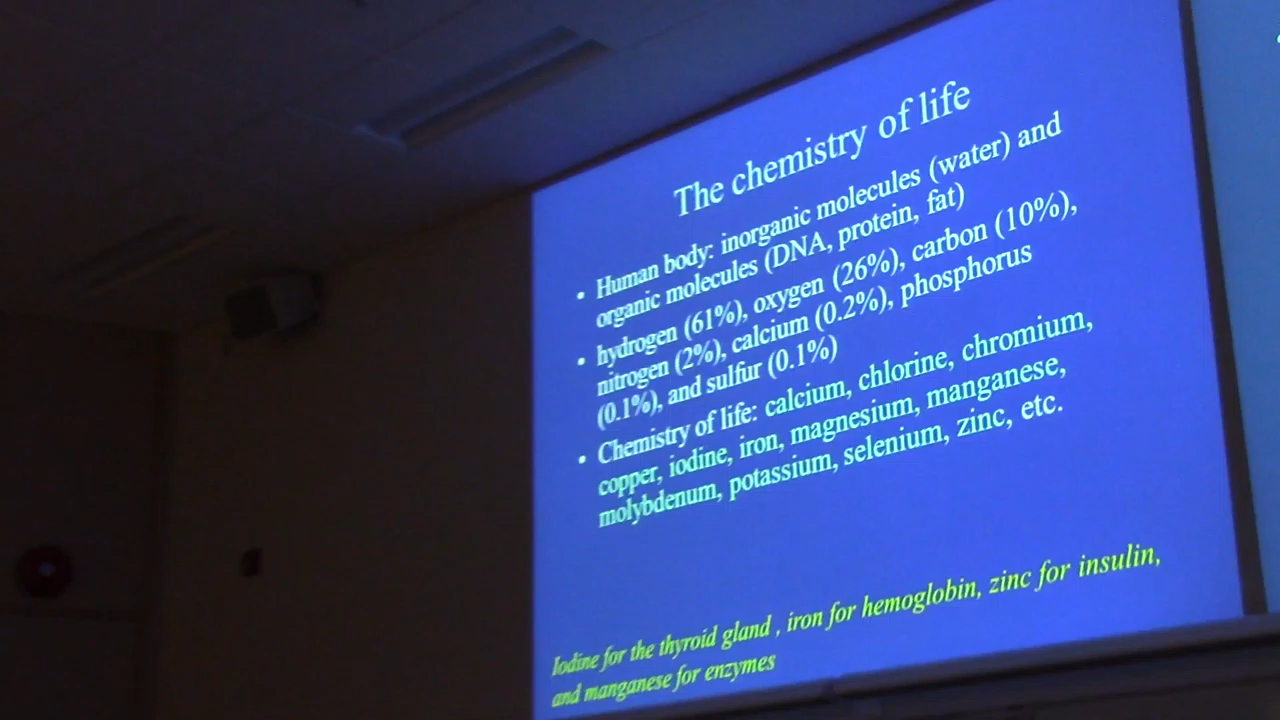 The chemistry of life
• Human body: inorganic molecules (water) and
organic molecules (DNA, protein, fat)
• hydrogen (61%), oxygen (26%), carbon (10%),
nitrogen (2%), calcium (0.2%), phosphorus
(0.1%), and sulfur (0.1%)
• Chemistry of life: calcium, chlorine, chromium,
copper, iodine, iron, magnesium, manganese,
molybdenum, potassium, selenium, zinc, etc.
Iodine for the thyroid gland , iron for hemoglobin, zinc for insulin,
and manganese for enzymes